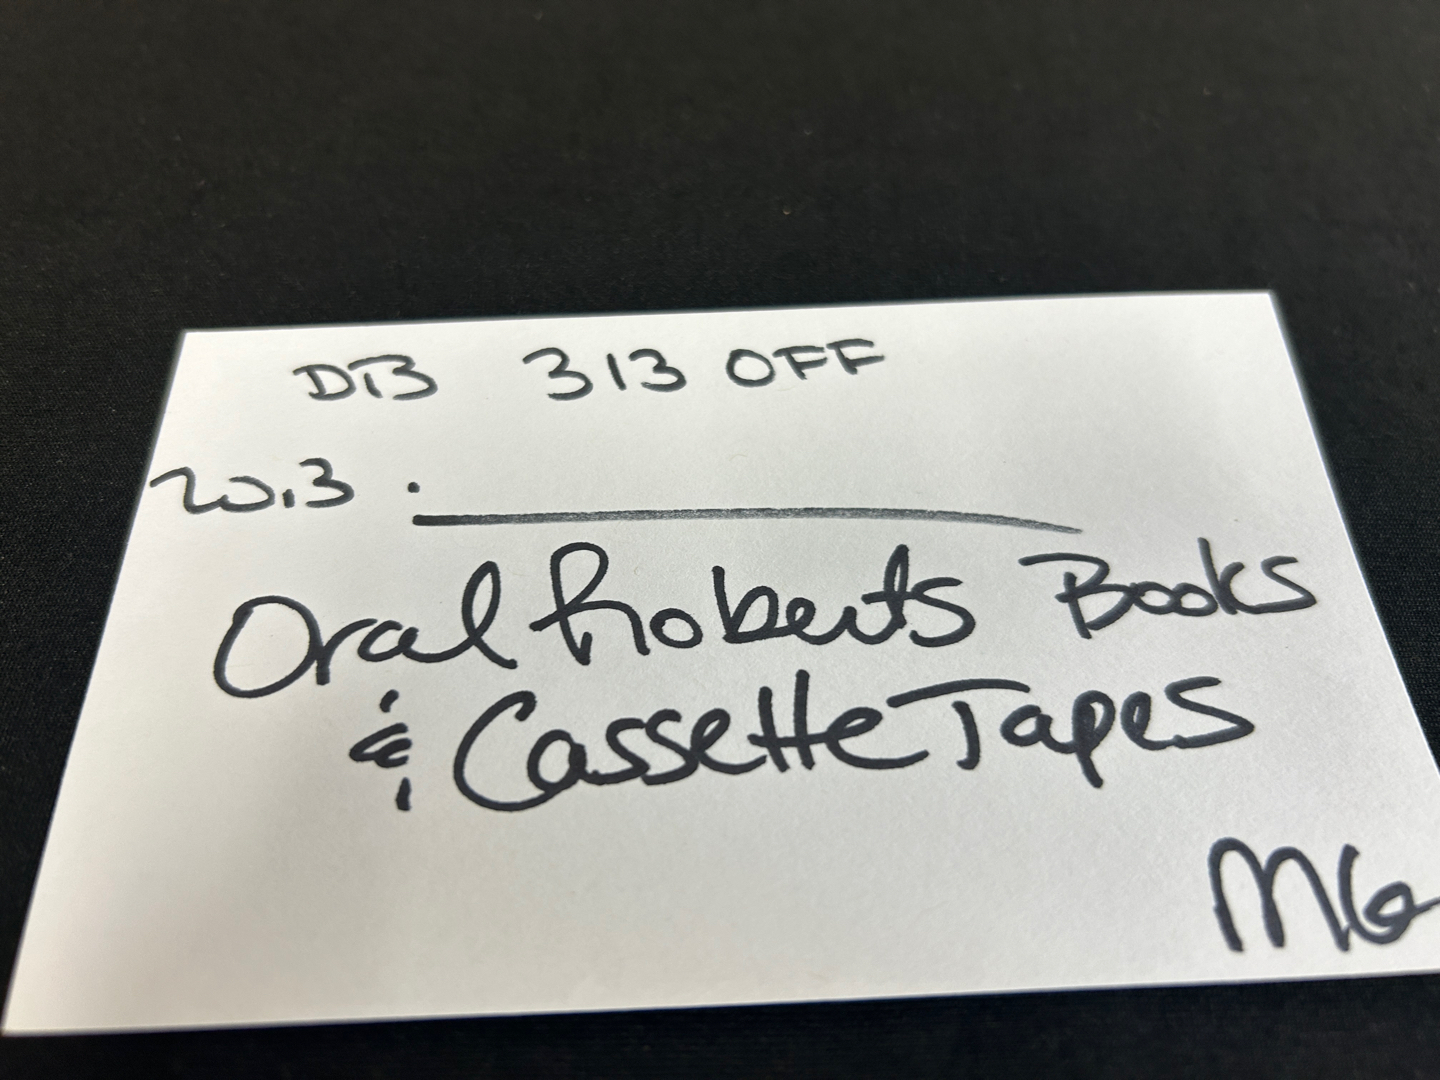 DB 313 OFF
20.3 .
Oral Roberts Books
& Cassette Tapes
MG